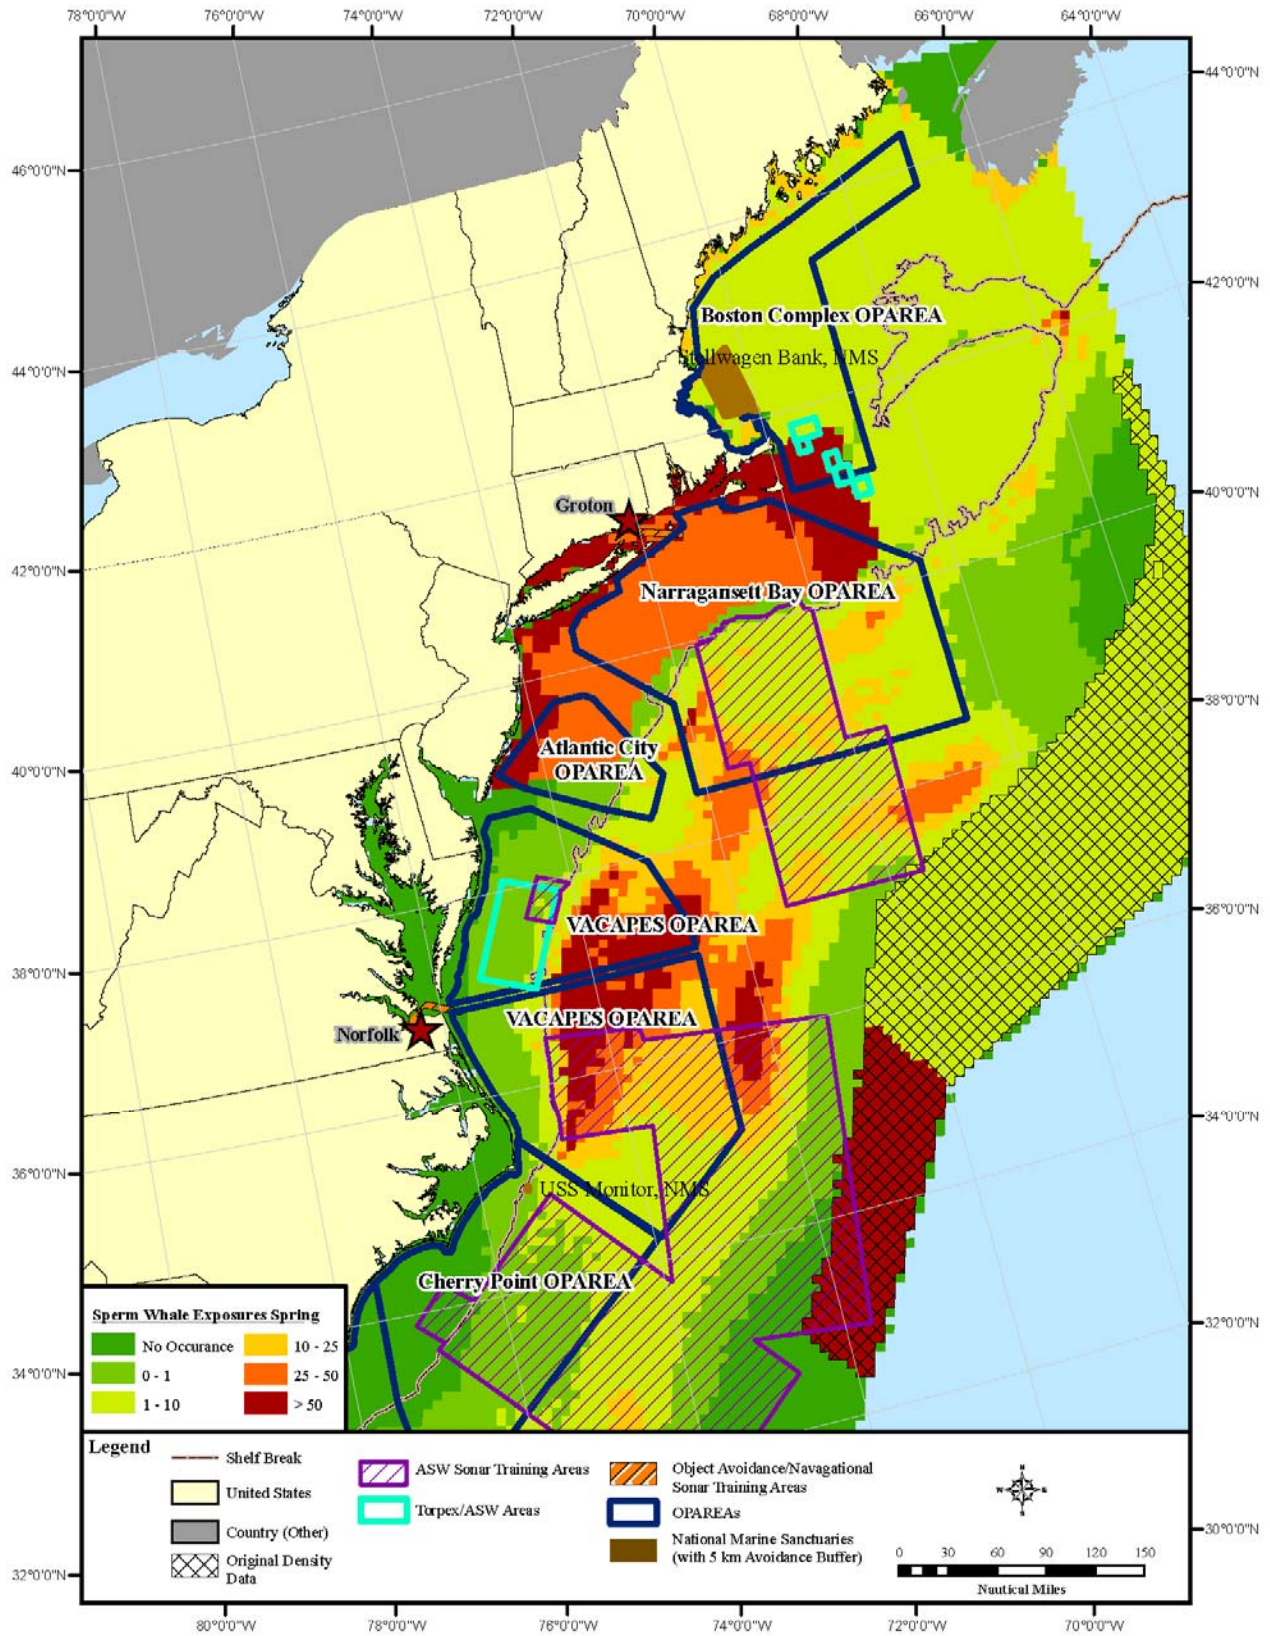 78°0'0"W 76°0'0"W 74°0'0"W 72°0'0"W 70°0'0"W 68°0'0"W 66°0'0"W 64°0'0"W
44°0'0"N
46°0'0"N
42°0'0"N
Boston Complex OPAREA
Stellwagen Bank, NMS
44°0'0"N
40°0'0"N
Groton
42°0'0"N
Narragansett Bay OPAREA
38°0'0"N
Atlantic City
OPAREA
40°0'0"N
36°0'0"N
VACAPES OPAREA
38°0'0"N
VACAPES OPAREA
Norfolk
34°0'0"N
36°0'0"N
USS Monitor, NMS
Cherry Point OPAREA
32°0'0"N
Sperm Whale Exposures Spring
No Occurance
0 - 1
1 - 10
10 - 25
25 - 50
> 50
34°0'0"N
Legend
Shelf Break
United States
Country (Other)
Original Density
Data
ASW Sonar Training Areas
Torpex/ASW Areas
Object Avoidance/Navagational
Sonar Training Areas
OPAREAs
National Marine Sanctuaries
(with 5 km Avoidance Buffer)
N
W E
S
0 30 60 90 120 150
Nautical Miles
30°0'0"N
32°0'0"N
80°0'0"W 78°0'0"W 76°0'0"W 74°0'0"W 72°0'0"W 70°0'0"W